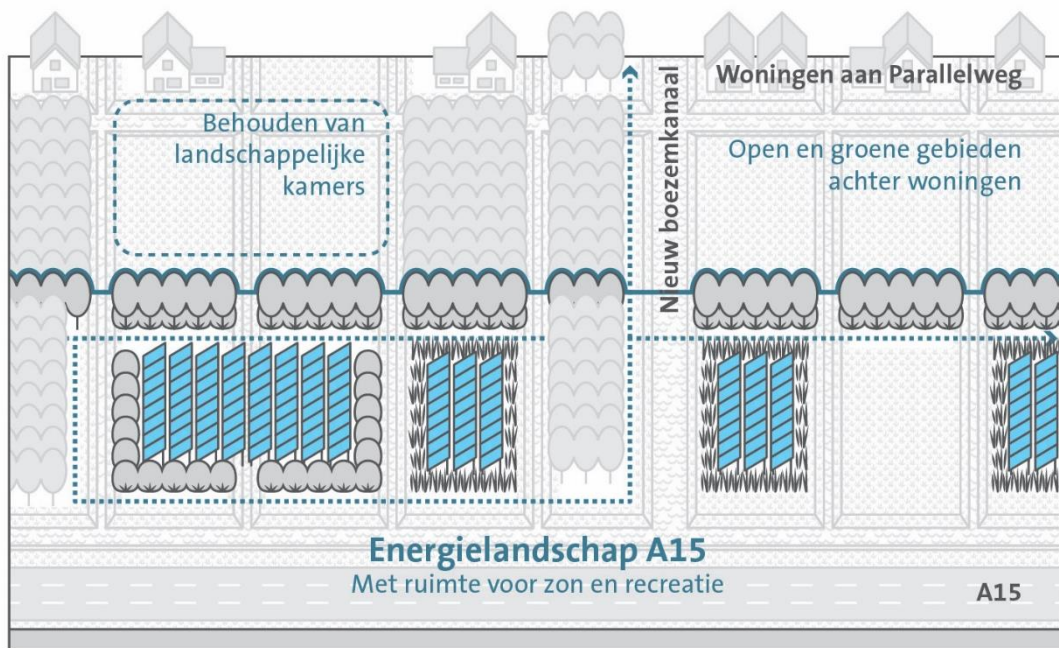 Woningen aan Parallelweg
Behouden van
landschappelijke
kamers
Nieuw boezemkanaal
Open en groene gebieden
achter woningen
Energielandschap A15
Met ruimte voor zon en recreatie
A15